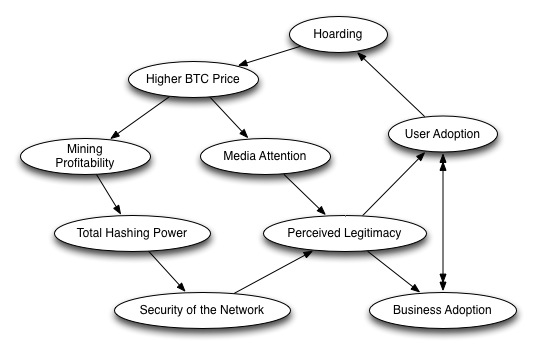 Hoarding
Higher BTC Price
User Adoption
Mining
Profitability
Media Attention
Total Hashing Power
Perceived Legitimacy
Security of the Network
Business Adoption